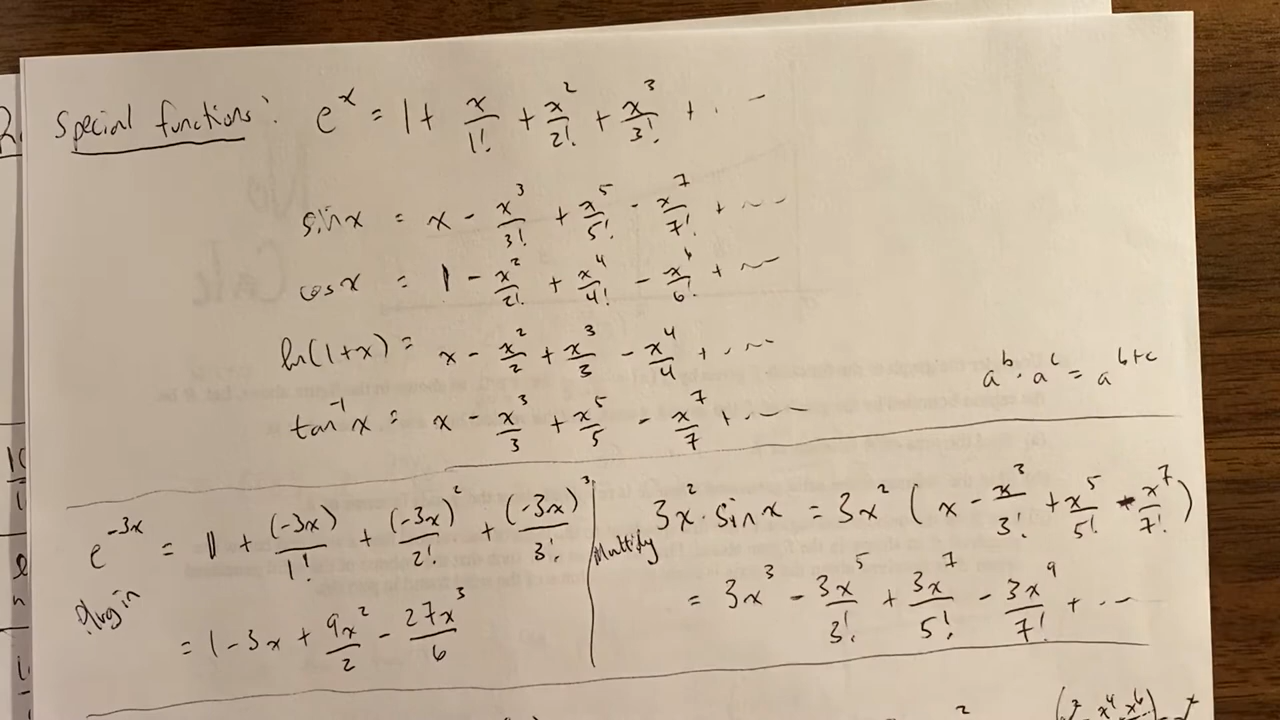 Special functions: e^x = 1 + x/1! + x^2/2! + x^3/3! + ...
sin x = x - x^3/3! + x^5/5! - x^7/7! + ...
cos x = 1 - x^2/2! + x^4/4! - x^6/6! + ...
ln(1+x) = x - x^2/2 + x^3/3 - x^4/4 + ...
a^b · a^c = a^{b+c}
tan^{-1} x = x - x^3/3 + x^5/5 - x^7/7 + ...
e^{-3x} = 1 + (-3x)/1! + (-3x)^2/2! + (-3x)^3/3!
Plug in
= 1 - 3x + 9x^2/2 - 27x^3/6
3x^2 · sin x = 3x^2 ( x - x^3/3! + x^5/5! - x^7/7! )
Multiply
= 3x^3 - 3x^5/3! + 3x^7/5! - 3x^9/7! + ...